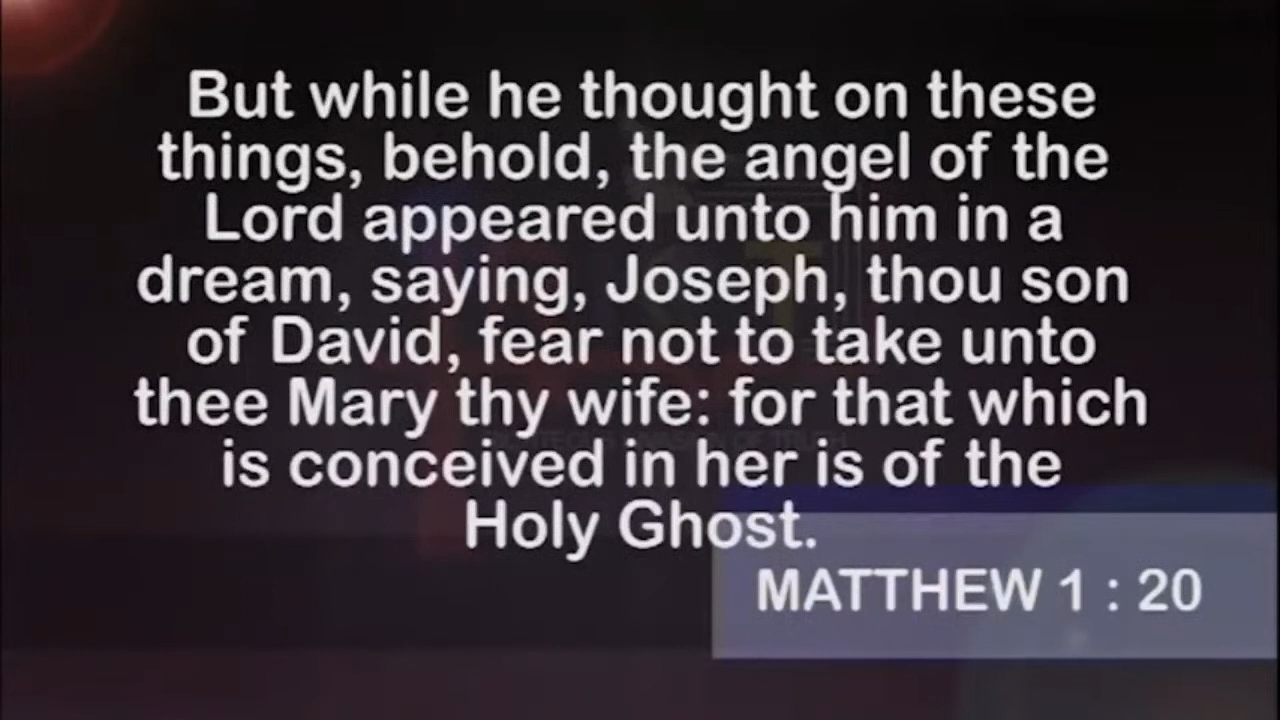 But while he thought on these
things, behold, the angel of the
Lord appeared unto him in a
dream, saying, Joseph, thou son
of David, fear not to take unto
thee Mary thy wife: for that which
is conceived in her is of the
Holy Ghost.
MATTHEW 1 : 20